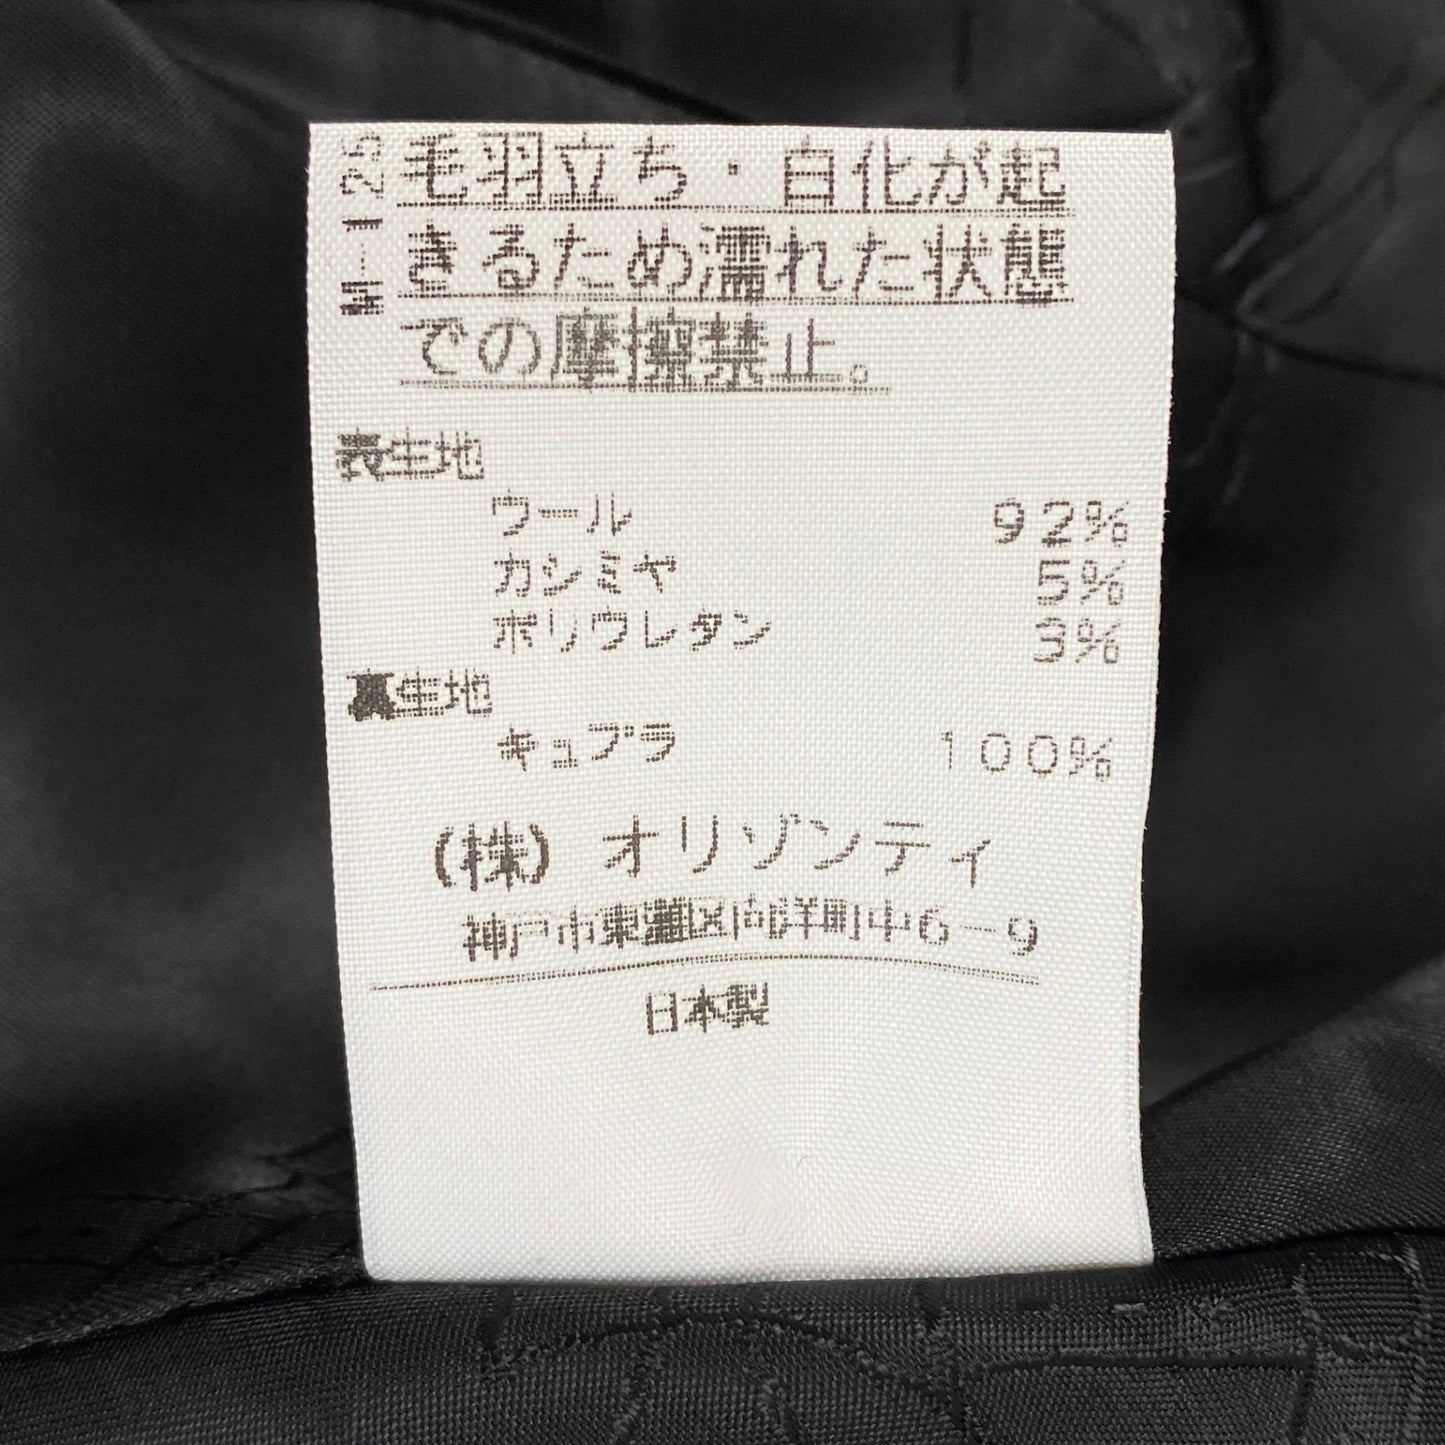 M-125
毛羽立ち・白化が起
きるため濡れた状態
での摩擦禁止。
表生地
ウール 92%
カシミヤ 5%
ポリウレタン 3%
裏生地
キュプラ 100%
(株) オリゾンティ
神戸市東灘区向洋町中6-9
日本製